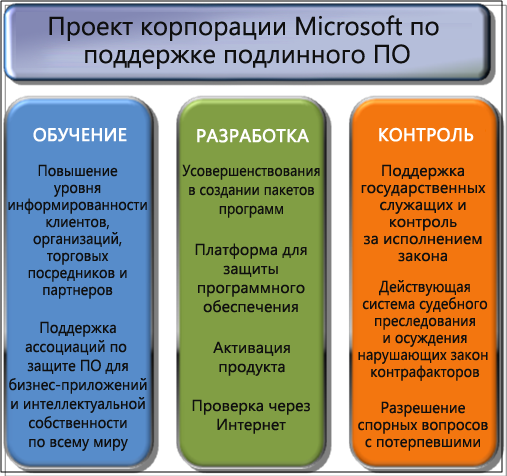 Проект корпорации Microsoft по
поддержке подлинного ПО
ОБУЧЕНИЕ
Повышение
уровня
информированности
клиентов,
организаций,
торговых
посредников и
партнеров
Поддержка
ассоциаций по
защите ПО для
бизнес-приложений
и интеллектуальной
собственности
по всему миру
РАЗРАБОТКА
Усовершенствования
в создании пакетов
программ
Платформа для
защиты
программного
обеспечения
Активация
продукта
Проверка через
Интернет
КОНТРОЛЬ
Поддержка
государственных
служащих и
контроль
за исполнением
закона
Действующая
система судебного
преследования
и осуждения
нарушающих закон
контрафакторов
Разрешение
спорных вопросов
с потерпевшими